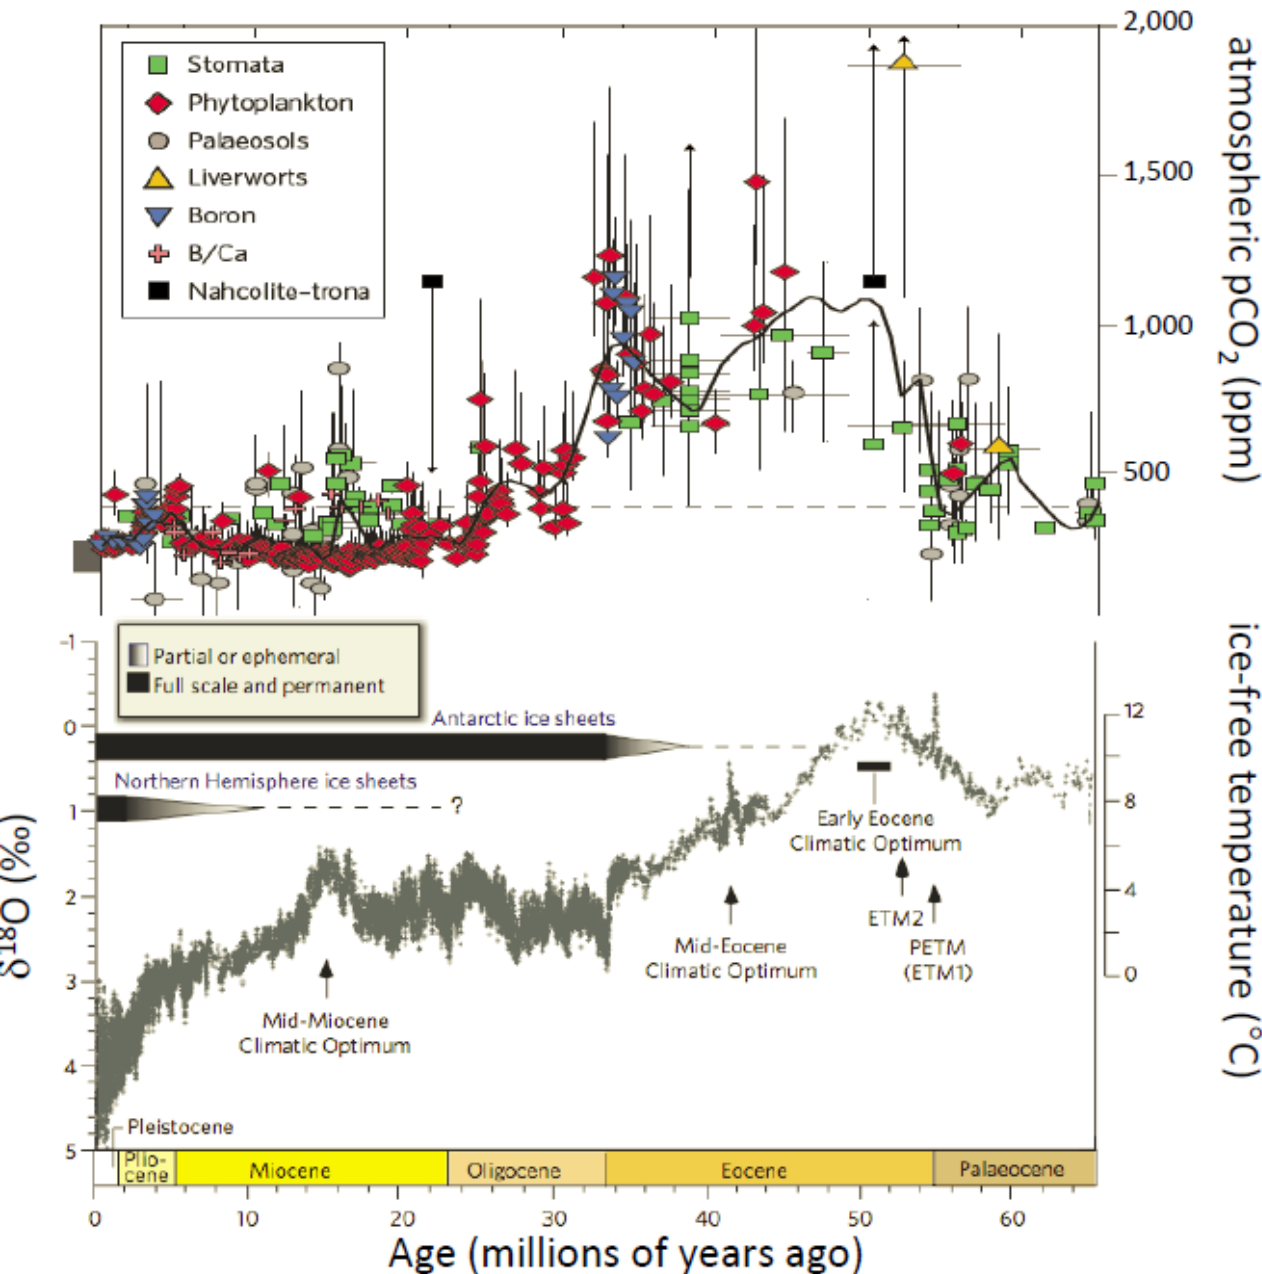 2,000
Stomata
Phytoplankton
Palaeosols
Liverworts
Boron
B/Ca
Nahcolite–trona
1,500
1,000
500
atmospheric pCO2 (ppm)
Partial or ephemeral
Full scale and permanent
Antarctic ice sheets
Northern Hemisphere ice sheets
?
–1
0
1
2
3
4
5
δ18O (‰)
12
8
4
0
ice-free temperature (°C)
Early Eocene
Climatic Optimum
ETM2
PETM
(ETM1)
Mid-Eocene
Climatic Optimum
Mid-Miocene
Climatic Optimum
Pleistocene
Plio-
cene
Miocene
Oligocene
Eocene
Palaeocene
0
10
20
30
40
50
60
Age (millions of years ago)